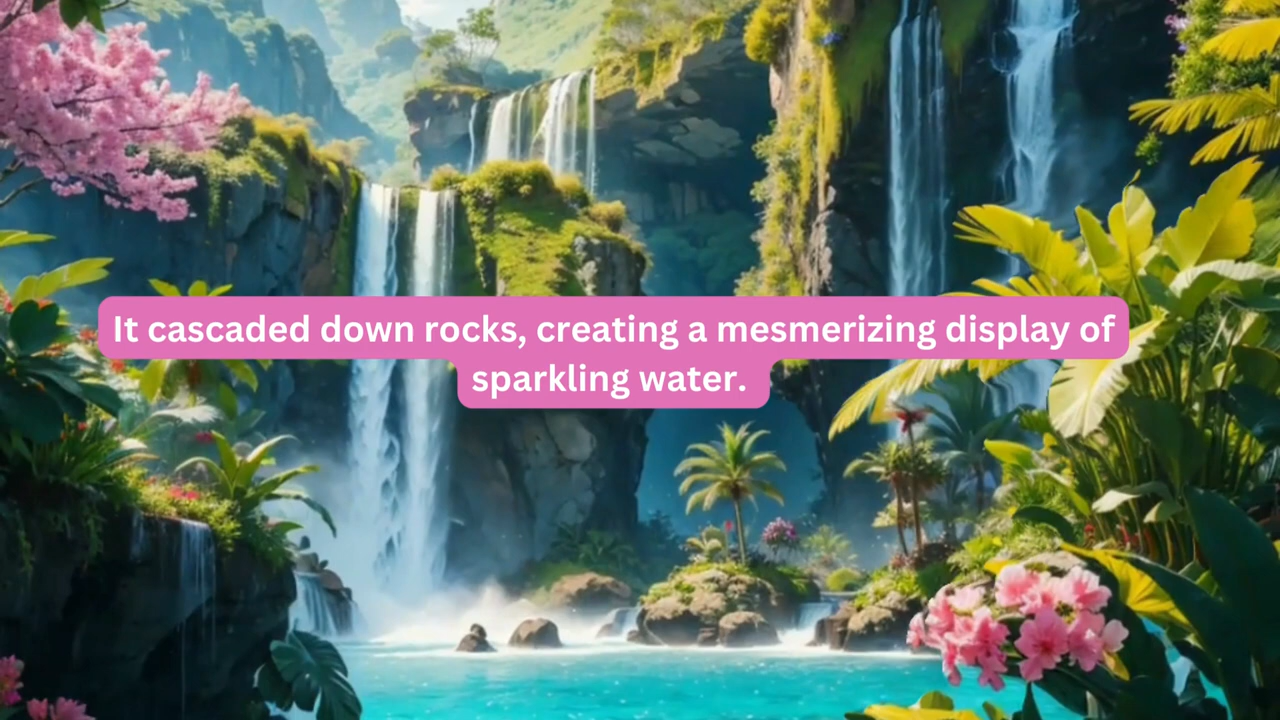 It cascaded down rocks, creating a mesmerizing display of
sparkling water.